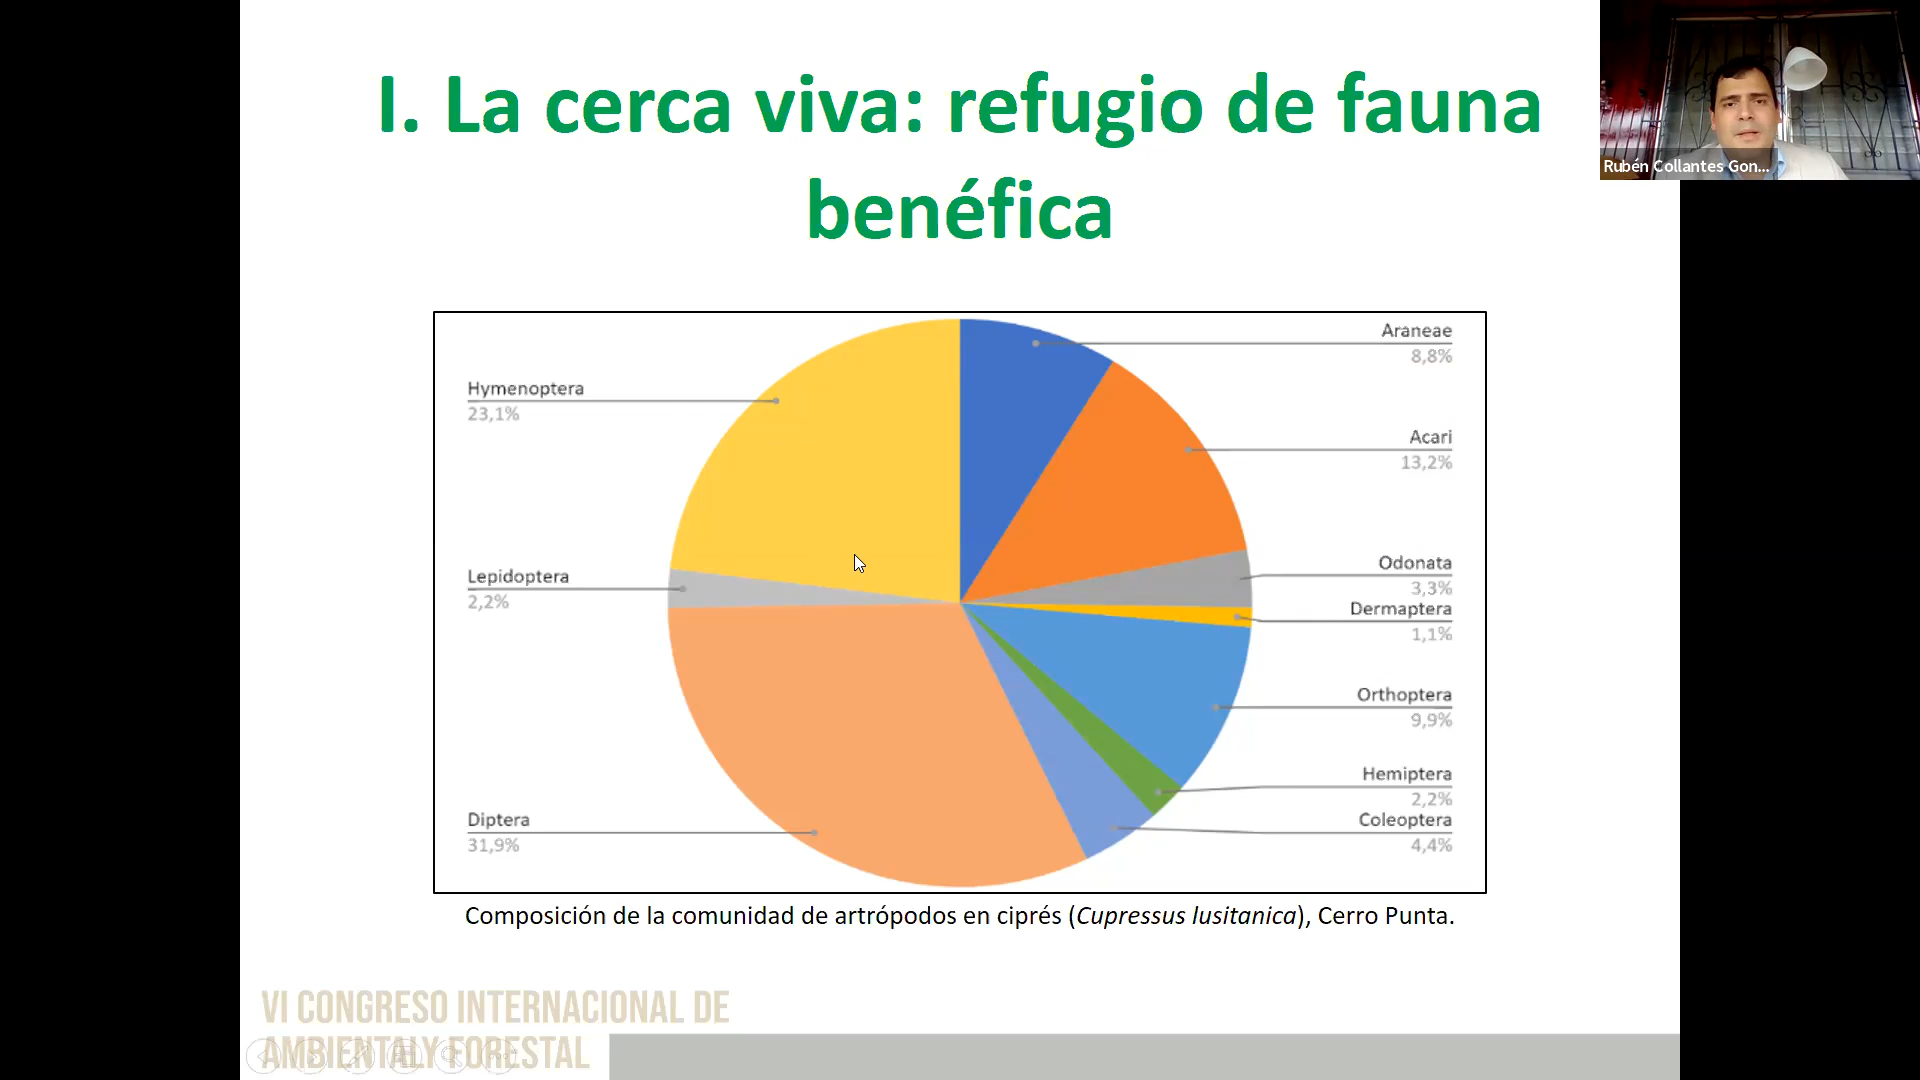 I. La cerca viva: refugio de fauna
benéfica
Rubén Collantes Gon...
Araneae
8,8%
Hymenoptera
23,1%
Acari
13,2%
Odonata
3,3%
Lepidoptera
2,2%
Dermaptera
1,1%
Orthoptera
9,9%
Hemiptera
2,2%
Diptera
31,9%
Coleoptera
4,4%
Composición de la comunidad de artrópodos en ciprés (Cupressus lusitanica), Cerro Punta.
VI CONGRESO INTERNACIONAL DE
AMBIENTAL Y FORESTAL